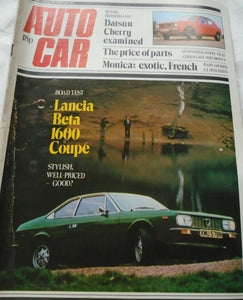 AUTO
CAR
18p
Datsun
Cherry
examined
The price of parts
Monica: exotic, French
ROAD TEST
Lancia
Beta
1600
Coupé
STYLISH,
WELL-PRICED
– GOOD?